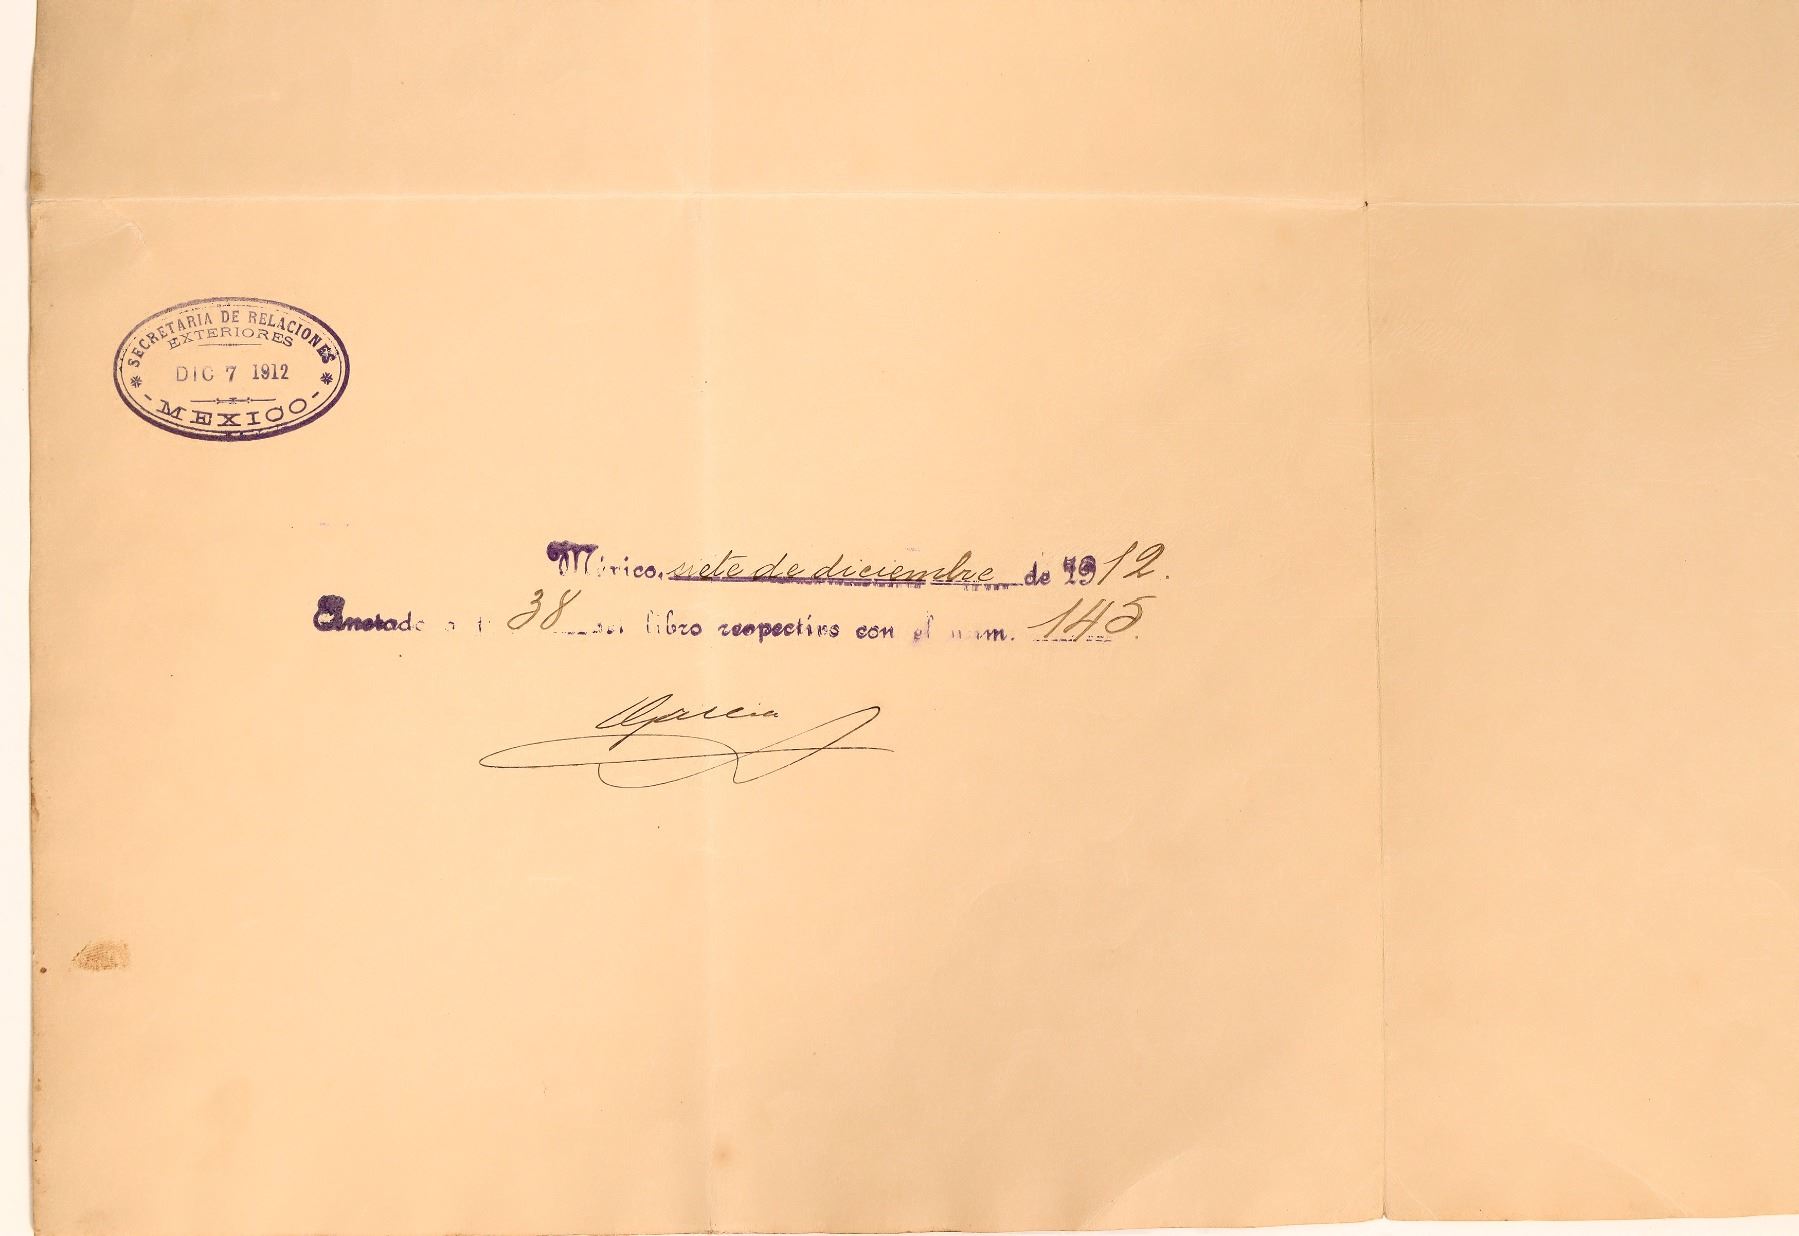 SECRETARIA DE RELACIONES
EXTERIORES
DIC 7 1912
MEXICO
México, siete de diciembre de 1912.
Anotado a f 38 del libro respectivo con el núm. 145.
Garcia